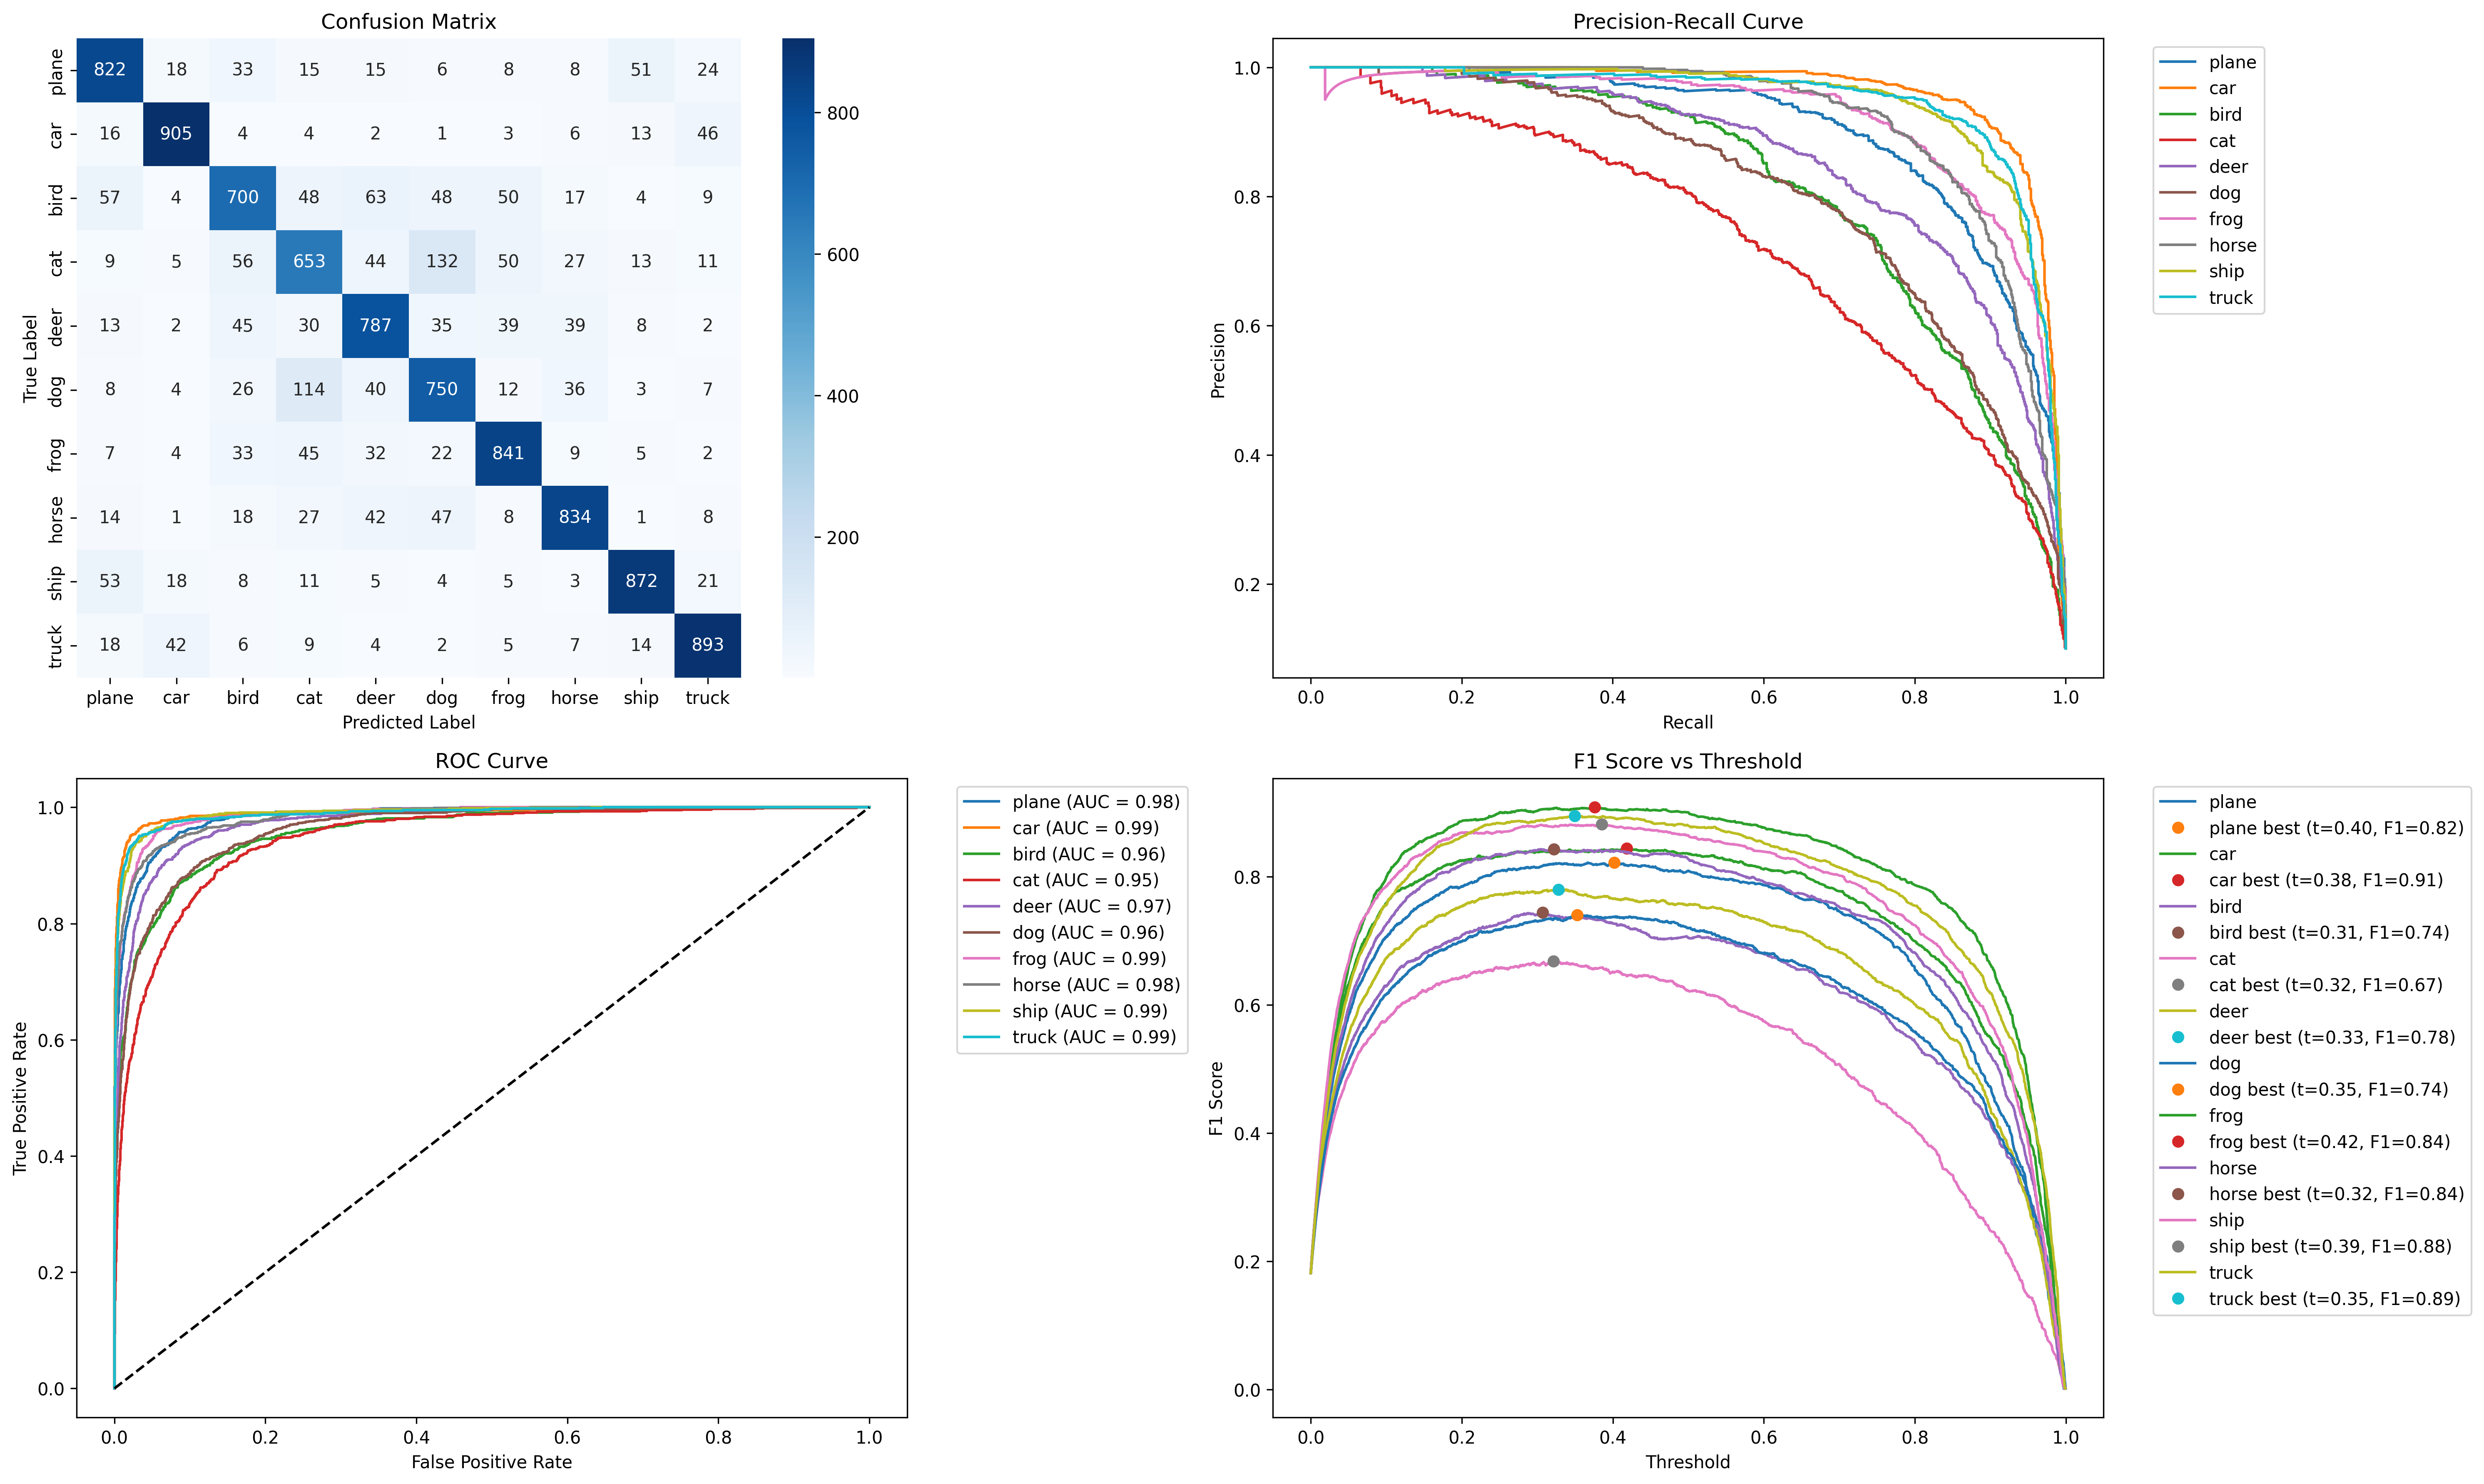 Confusion Matrix
True Label
plane 822 18 33 15 15 6 8 8 51 24
car 16 905 4 4 2 1 3 6 13 46
bird 57 4 700 48 63 48 50 17 4 9
cat 9 5 56 653 44 132 50 27 13 11
deer 13 2 45 30 787 35 39 39 8 2
dog 8 4 26 114 40 750 12 36 3 7
frog 7 4 33 45 32 22 841 9 5 2
horse 14 1 18 27 42 47 8 834 1 8
ship 53 18 8 11 5 4 5 3 872 21
truck 18 42 6 9 4 2 5 7 14 893
plane car bird cat deer dog frog horse ship truck
Predicted Label
800
600
400
200
Precision-Recall Curve
Precision
1.0
0.8
0.6
0.4
0.2
0.0 0.2 0.4 0.6 0.8 1.0
Recall
plane
car
bird
cat
deer
dog
frog
horse
ship
truck
ROC Curve
True Positive Rate
1.0
0.8
0.6
0.4
0.2
0.0
0.0 0.2 0.4 0.6 0.8 1.0
False Positive Rate
plane (AUC = 0.98)
car (AUC = 0.99)
bird (AUC = 0.96)
cat (AUC = 0.95)
deer (AUC = 0.97)
dog (AUC = 0.96)
frog (AUC = 0.99)
horse (AUC = 0.98)
ship (AUC = 0.99)
truck (AUC = 0.99)
F1 Score vs Threshold
F1 Score
0.8
0.6
0.4
0.2
0.0
0.0 0.2 0.4 0.6 0.8 1.0
Threshold
plane
plane best (t=0.40, F1=0.82)
car
car best (t=0.38, F1=0.91)
bird
bird best (t=0.31, F1=0.74)
cat
cat best (t=0.32, F1=0.67)
deer
deer best (t=0.33, F1=0.78)
dog
dog best (t=0.35, F1=0.74)
frog
frog best (t=0.42, F1=0.84)
horse
horse best (t=0.32, F1=0.84)
ship
ship best (t=0.39, F1=0.88)
truck
truck best (t=0.35, F1=0.89)